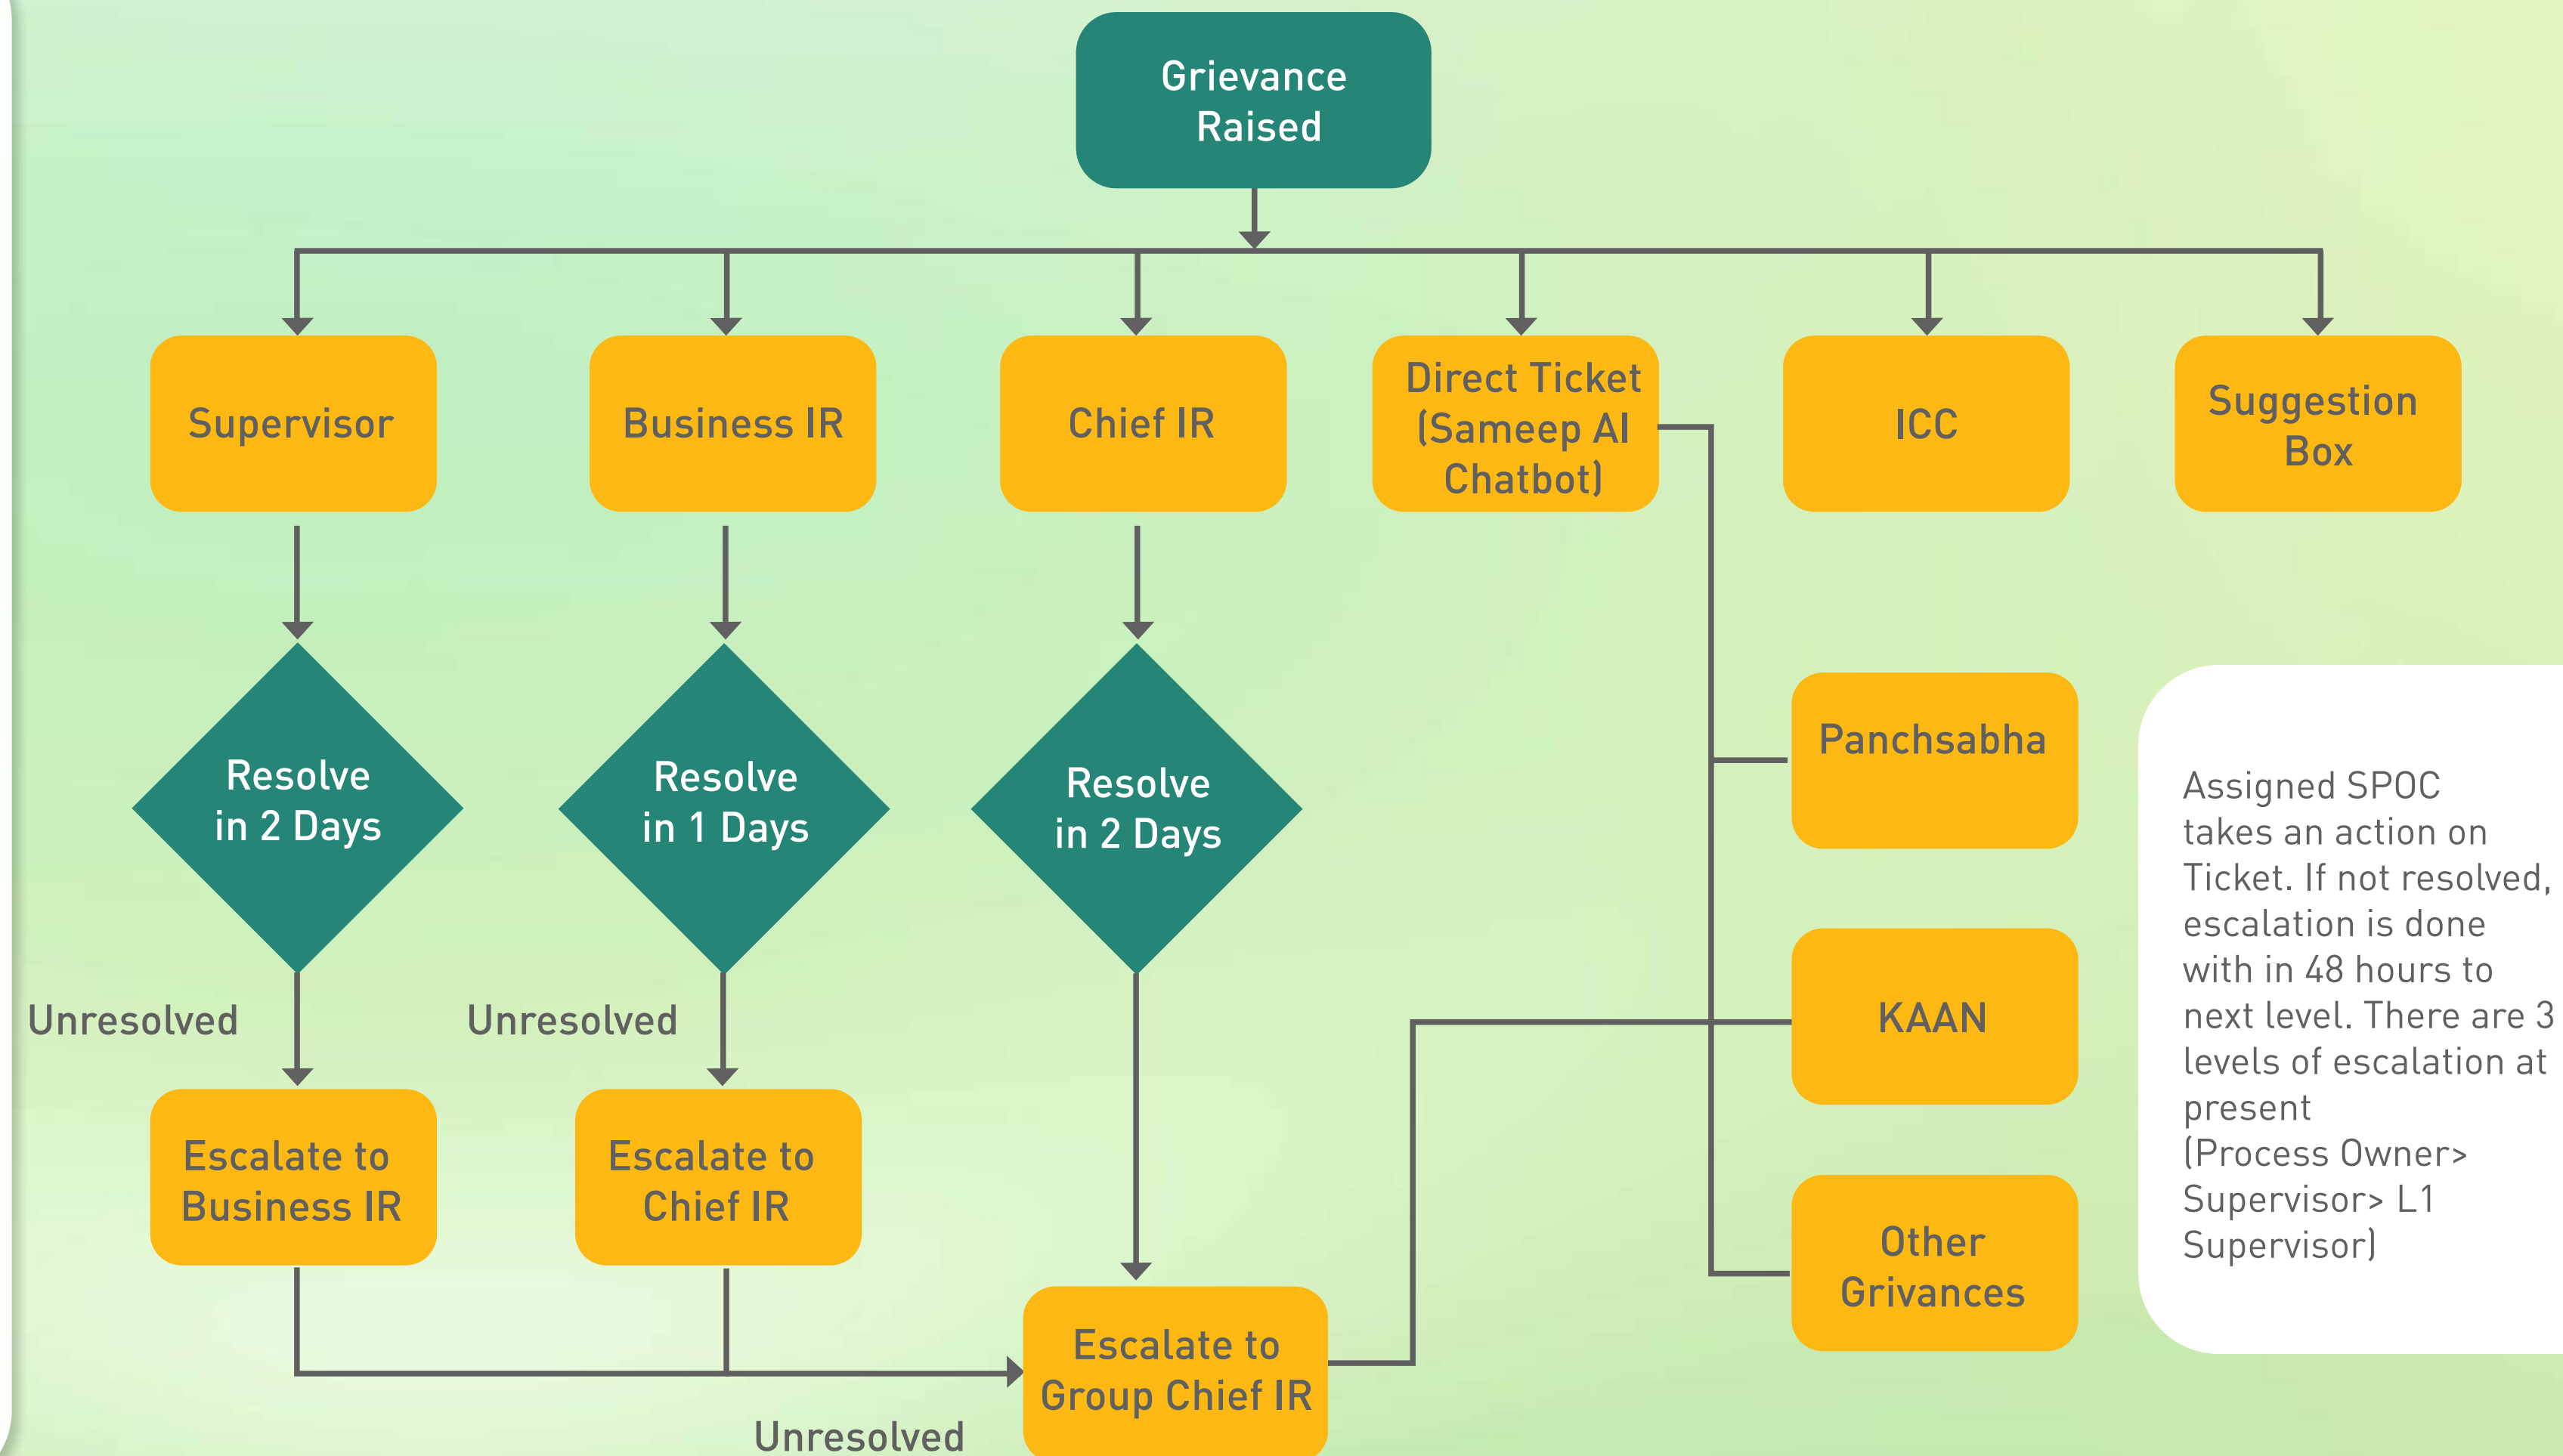 Grievance
Raised
Supervisor
Business IR
Chief IR
Direct Ticket
(Sameep AI
Chatbot)
ICC
Suggestion
Box
Resolve
in 2 Days
Resolve
in 1 Days
Resolve
in 2 Days
Panchsabha
KAAN
Other
Grivances
Assigned SPOC
takes an action on
Ticket. If not resolved,
escalation is done
with in 48 hours to
next level. There are 3
levels of escalation at
present
(Process Owner>
Supervisor> L1
Supervisor)
Unresolved
Unresolved
Escalate to
Business IR
Escalate to
Chief IR
Escalate to
Group Chief IR
Unresolved